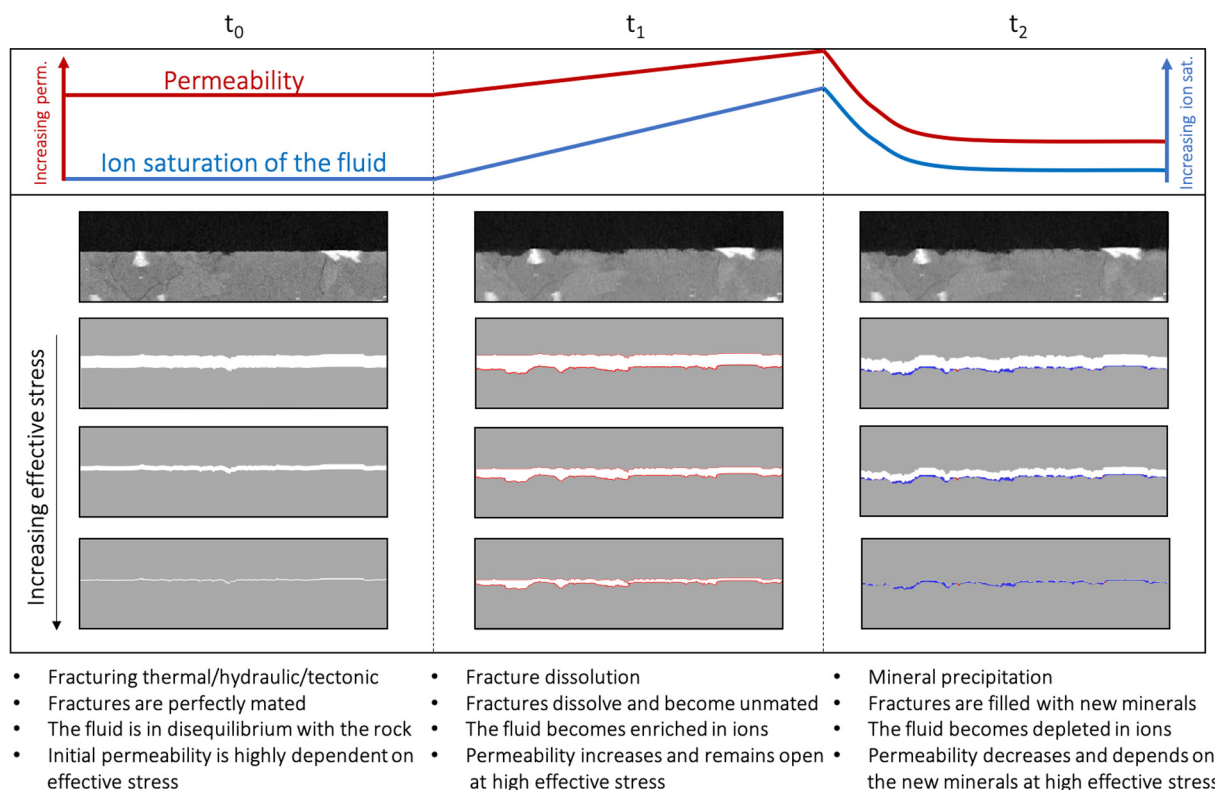 t0
t1
t2
Increasing perm.
Permeability
Ion saturation of the fluid
Increasing ion sat.
Increasing effective stress
• Fracturing thermal/hydraulic/tectonic
• Fractures are perfectly mated
• The fluid is in disequilibrium with the rock
• Initial permeability is highly dependent on
effective stress
• Fracture dissolution
• Fractures dissolve and become unmated
• The fluid becomes enriched in ions
• Permeability increases and remains open
at high effective stress
• Mineral precipitation
• Fractures are filled with new minerals
• The fluid becomes depleted in ions
• Permeability decreases and depends on
the new minerals at high effective stress